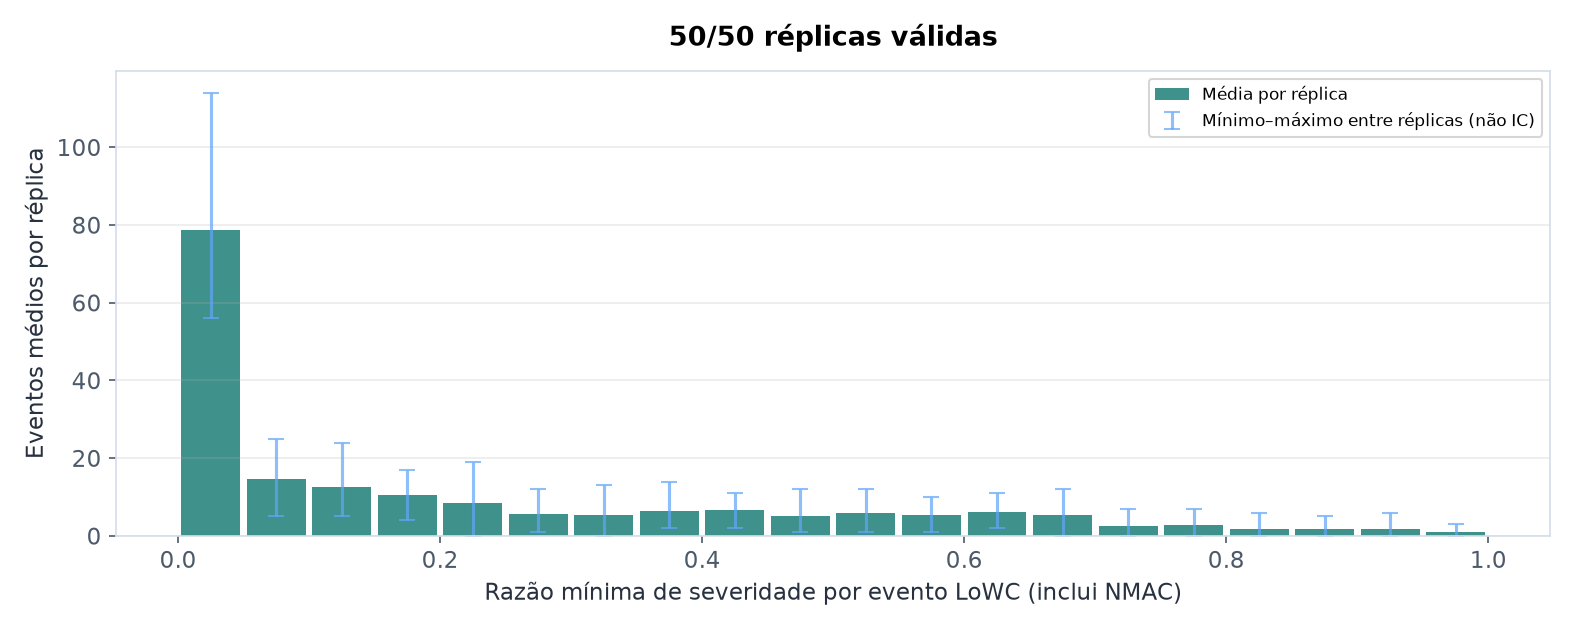 50/50 réplicas válidas
Média por réplica
Mínimo–máximo entre réplicas (não IC)
Eventos médios por réplica
100
80
60
40
20
0
0.0 0.2 0.4 0.6 0.8 1.0
Razão mínima de severidade por evento LoWC (inclui NMAC)